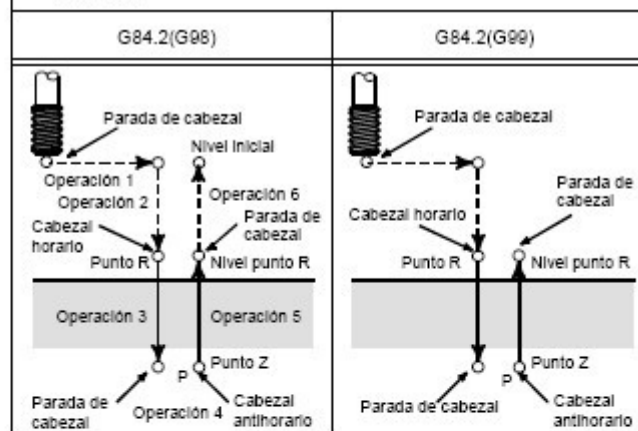 G84.2(G98)
G84.2(G99)
Parada de cabezal
Nivel inicial
Operación 1
Operación 2
Operación 6
Cabezal
horario
Parada de
cabezal
Punto R
Nivel punto R
Operación 3
Operación 5
Punto Z
P
Parada de
cabezal
Operación 4
Cabezal
antihorario
Parada de cabezal
Parada de
cabezal
Cabezal horario
Punto R
Nivel punto R
Punto Z
P
Parada de cabezal
Cabezal
antihorario